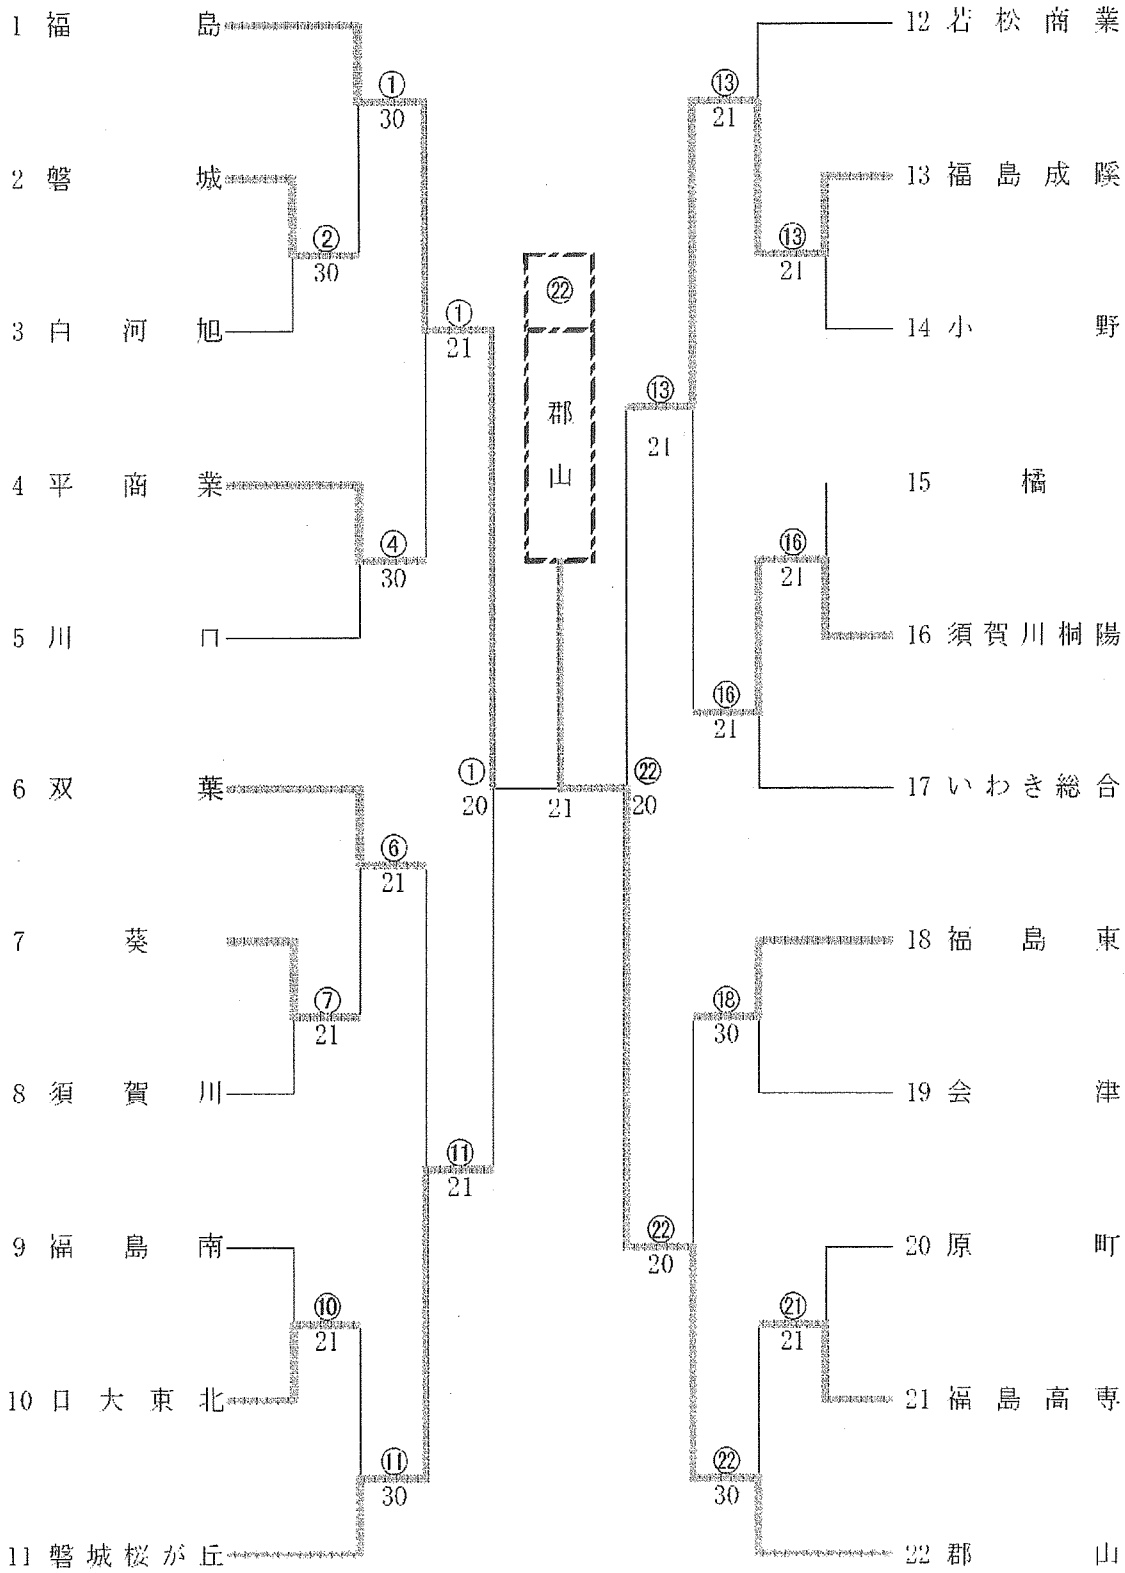 1 福島
①
30
2 磐城
②
30
3 白河旭
①
21
4 平商業
④
30
5 川口
6 双葉
①
20
⑥
21
7 葵
⑦
21
8 須賀川
⑪
21
9 福島南
⑩
21
10 日大東北
⑪
30
11 磐城桜が丘
㉒
郡山
21
12 若松商業
⑬
21
13 福島成蹊
⑬
21
14 小野
⑬
21
15 橘
⑯
21
16 須賀川桐陽
⑯
21
17 いわき総合
㉒
20
18 福島東
⑱
30
19 会津
㉒
20
20 原町
㉑
21
21 福島高専
㉒
30
22 郡山